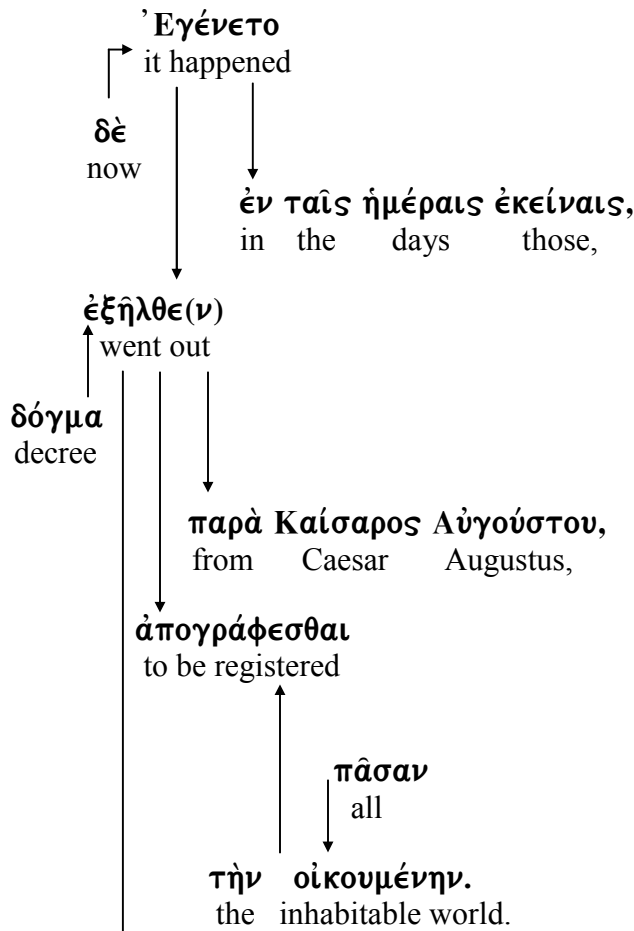 Ἐγένετο
it happened
δὲ
now
ἐν ταῖς ἡμέραις ἐκείναις,
in the days those,
ἐξῆλθε(ν)
went out
δόγμα
decree
παρὰ Καίσαρος Αὐγούστου,
from Caesar Augustus,
ἀπογράφεσθαι
to be registered
πᾶσαν
all
τὴν οἰκουμένην.
the inhabitable world.